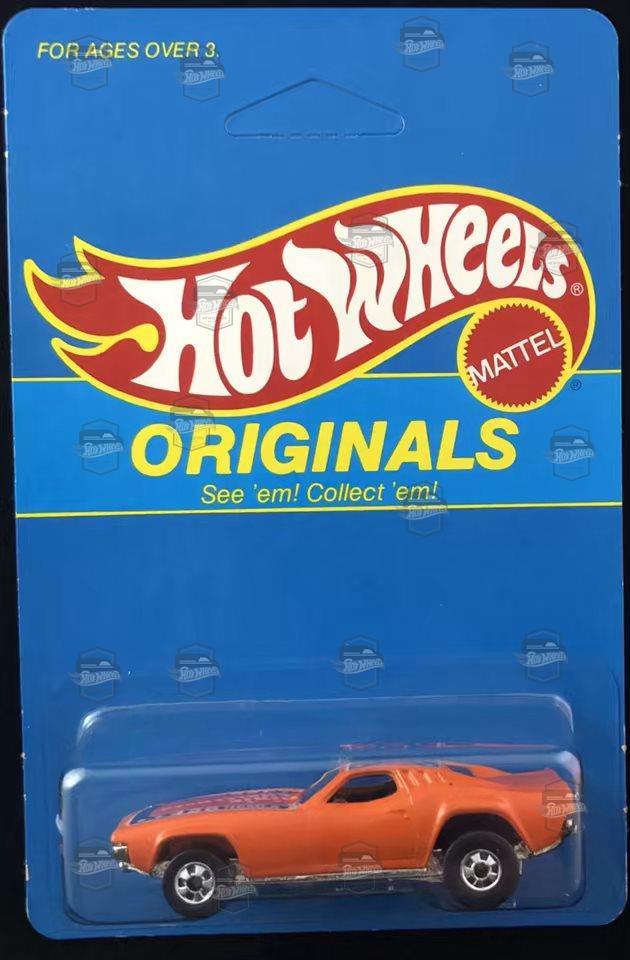 FOR AGES OVER 3.
Hot Wheels®
MATTEL
®
ORIGINALS
See 'em! Collect 'em!